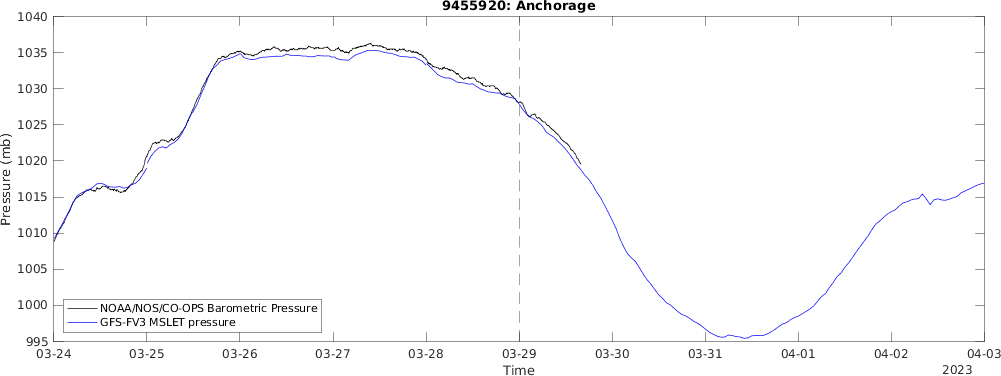 9455920: Anchorage
Pressure (mb)
1040
1035
1030
1025
1020
1015
1010
1005
1000
995
NOAA/NOS/CO-OPS Barometric Pressure
GFS-FV3 MSLET pressure
03-24 03-25 03-26 03-27 03-28 03-29 03-30 03-31 04-01 04-02 04-03
Time
2023